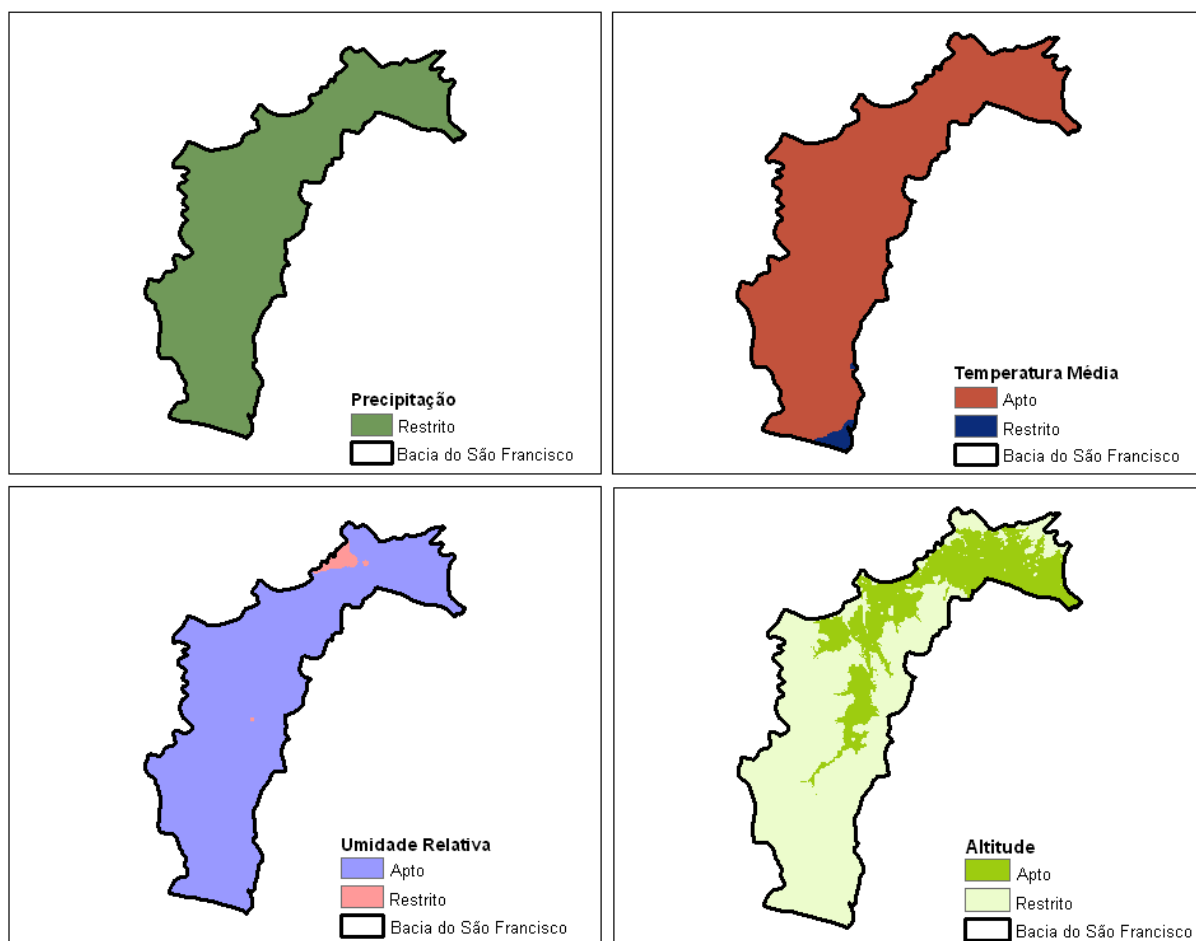 Precipitação
Restrito
Bacia do São Francisco
Temperatura Média
Apto
Restrito
Bacia do São Francisco
Umidade Relativa
Apto
Restrito
Bacia do São Francisco
Altitude
Apto
Restrito
Bacia do São Francisco